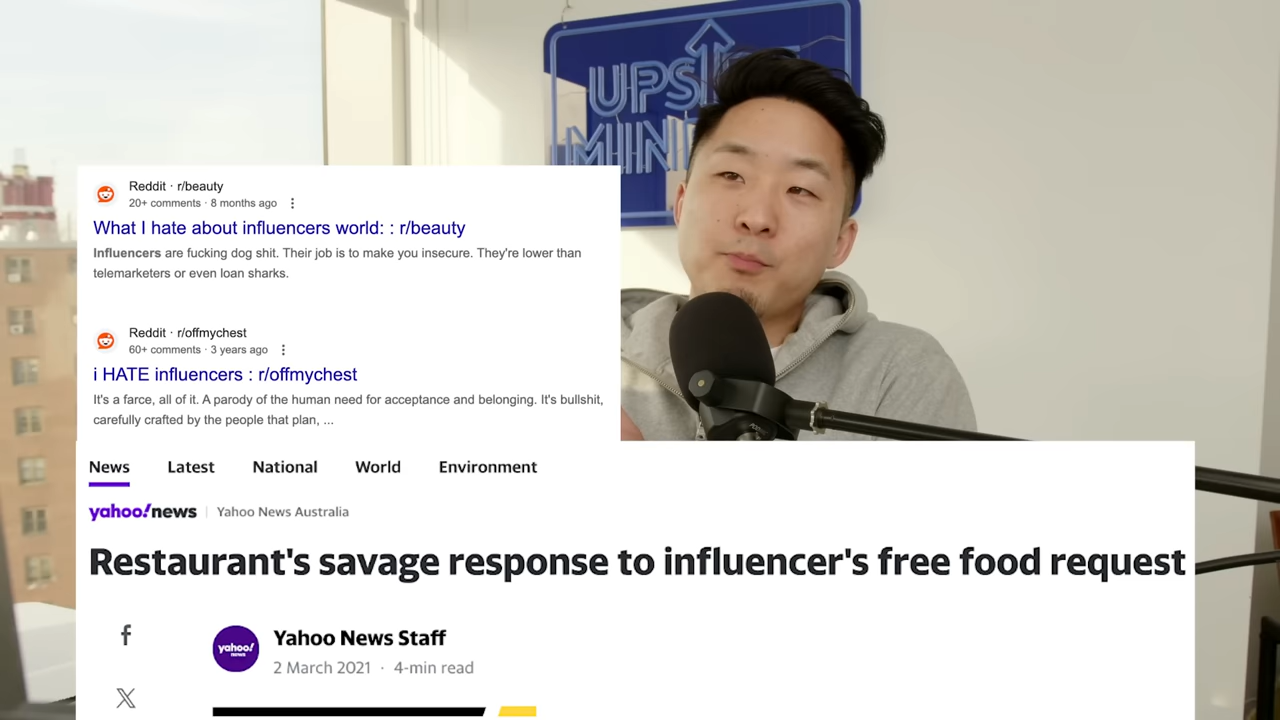 UPS
MIN
Reddit · r/beauty
20+ comments · 8 months ago
What I hate about influencers world: : r/beauty
Influencers are fucking dog shit. Their job is to make you insecure. They're lower than
telemarketers or even loan sharks.
Reddit · r/offmychest
60+ comments · 3 years ago
i HATE influencers : r/offmychest
It's a farce, all of it. A parody of the human need for acceptance and belonging. It's bullshit,
carefully crafted by the people that plan, ...
News Latest National World Environment
yahoo!news Yahoo News Australia
Restaurant's savage response to influencer's free food request
yahoo!
news
Yahoo News Staff
2 March 2021 · 4-min read